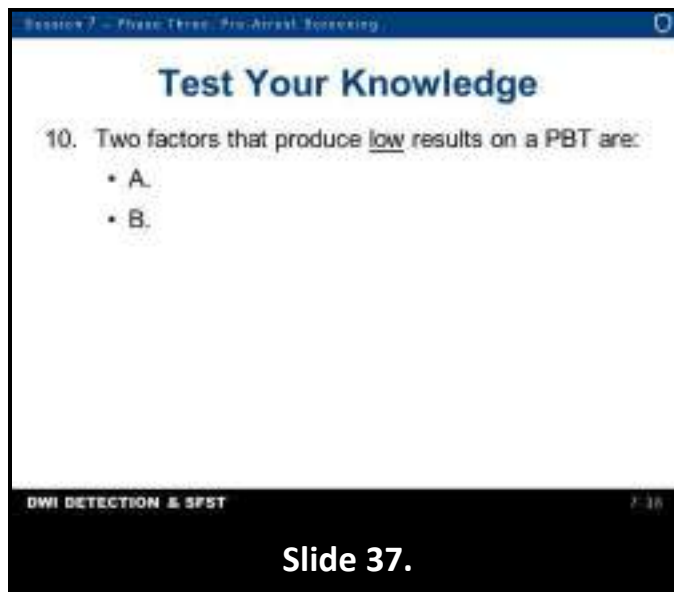 Session 7 – Phase Three: Pre-Arrest Screening
Test Your Knowledge
10. Two factors that produce low results on a PBT are:
• A.
• B.
DWI DETECTION & SFST
Slide 37.